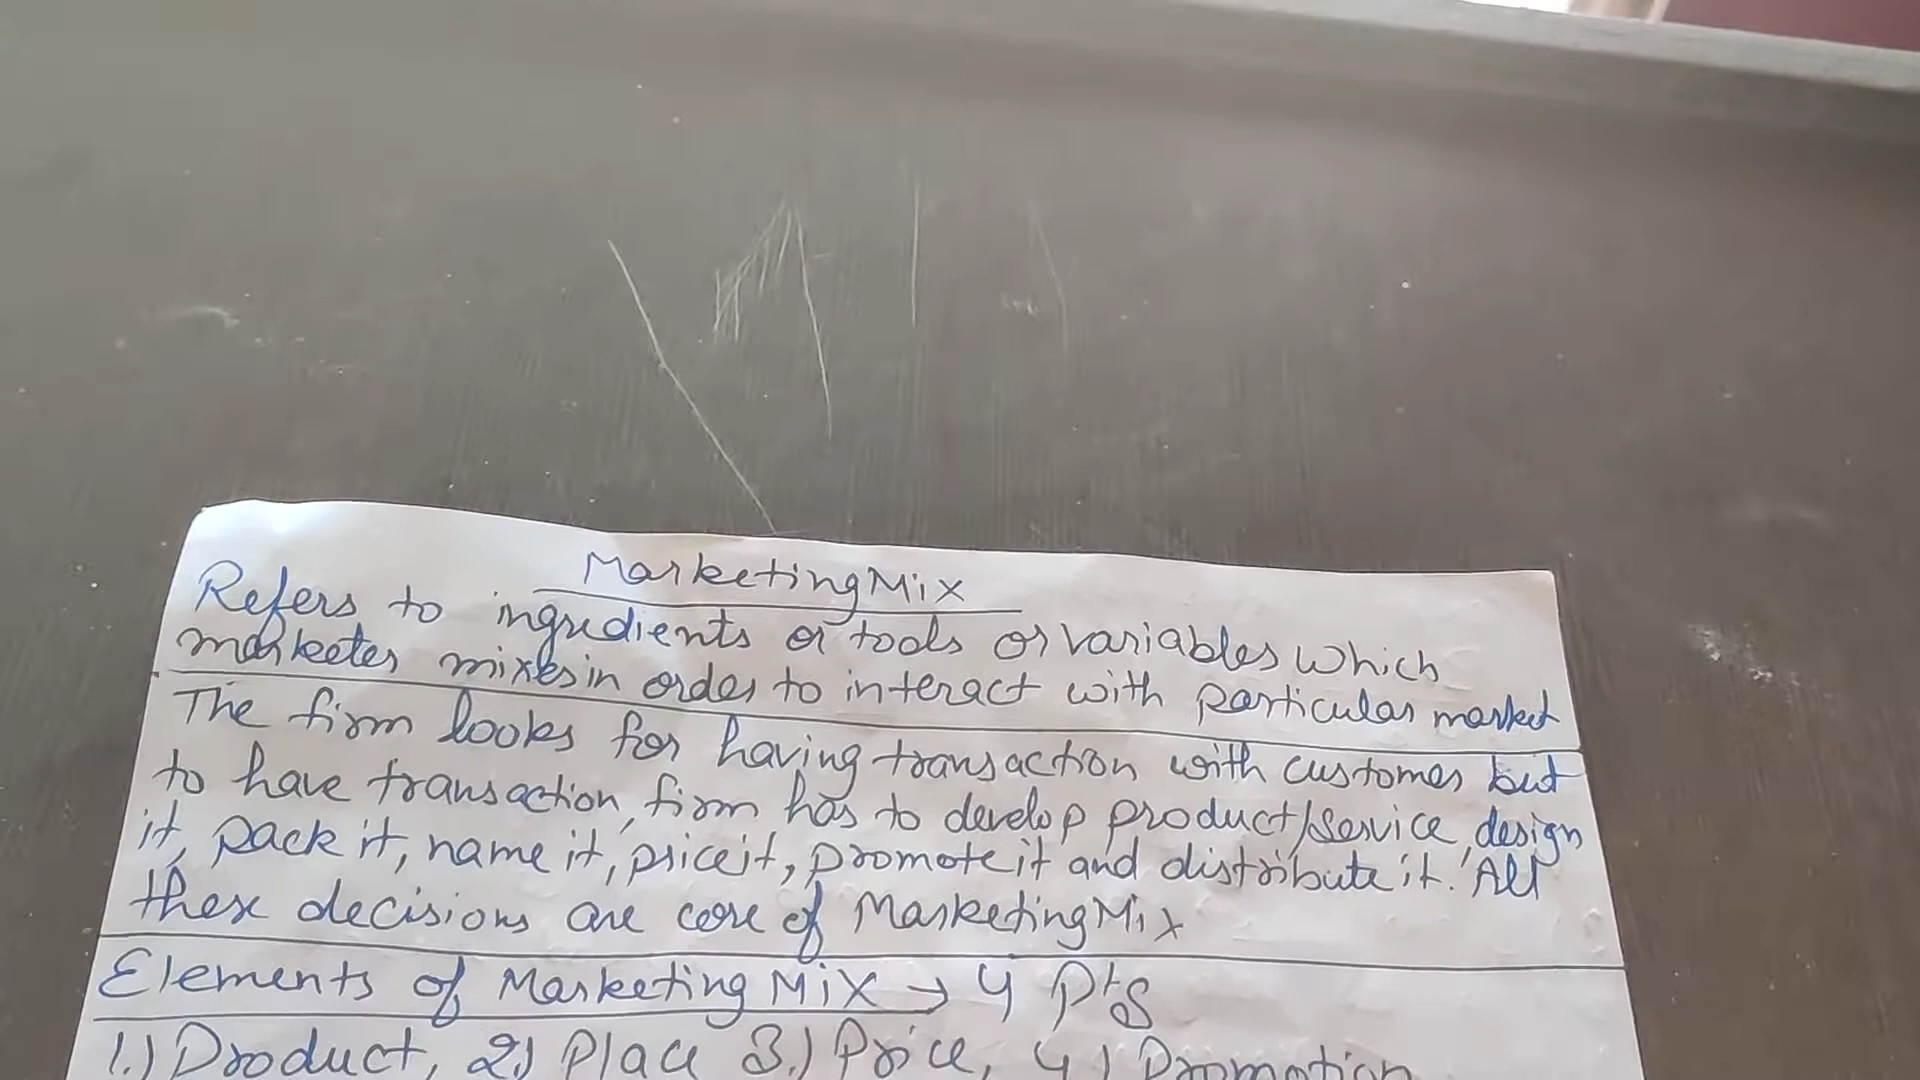 Marketing Mix
Refers to ingredients or tools or variables which
marketer mixes in order to interact with particular market
The firm looks for having transaction with customer but
to have transaction, firm has to develop product/service, design
it, pack it, name it, price it, promote it and distribute it. All
these decisions are core of Marketing Mix
Elements of Marketing Mix → 4 P's
1.) Product, 2.) Place 3.) Price, 4.) Promotion